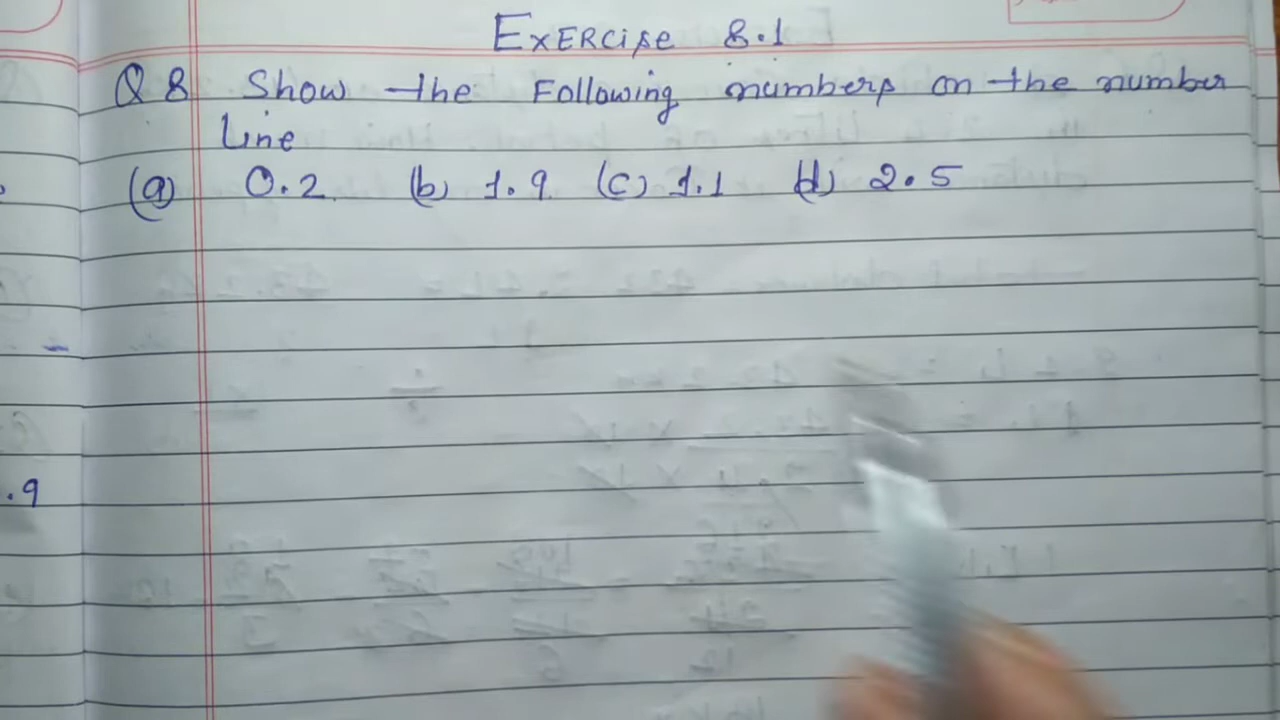 Exercise 8.1
Q 8 Show the Following numbers on the number
Line
(a) 0.2 (b) 1.9 (c) 1.1 (d) 2.5
.9